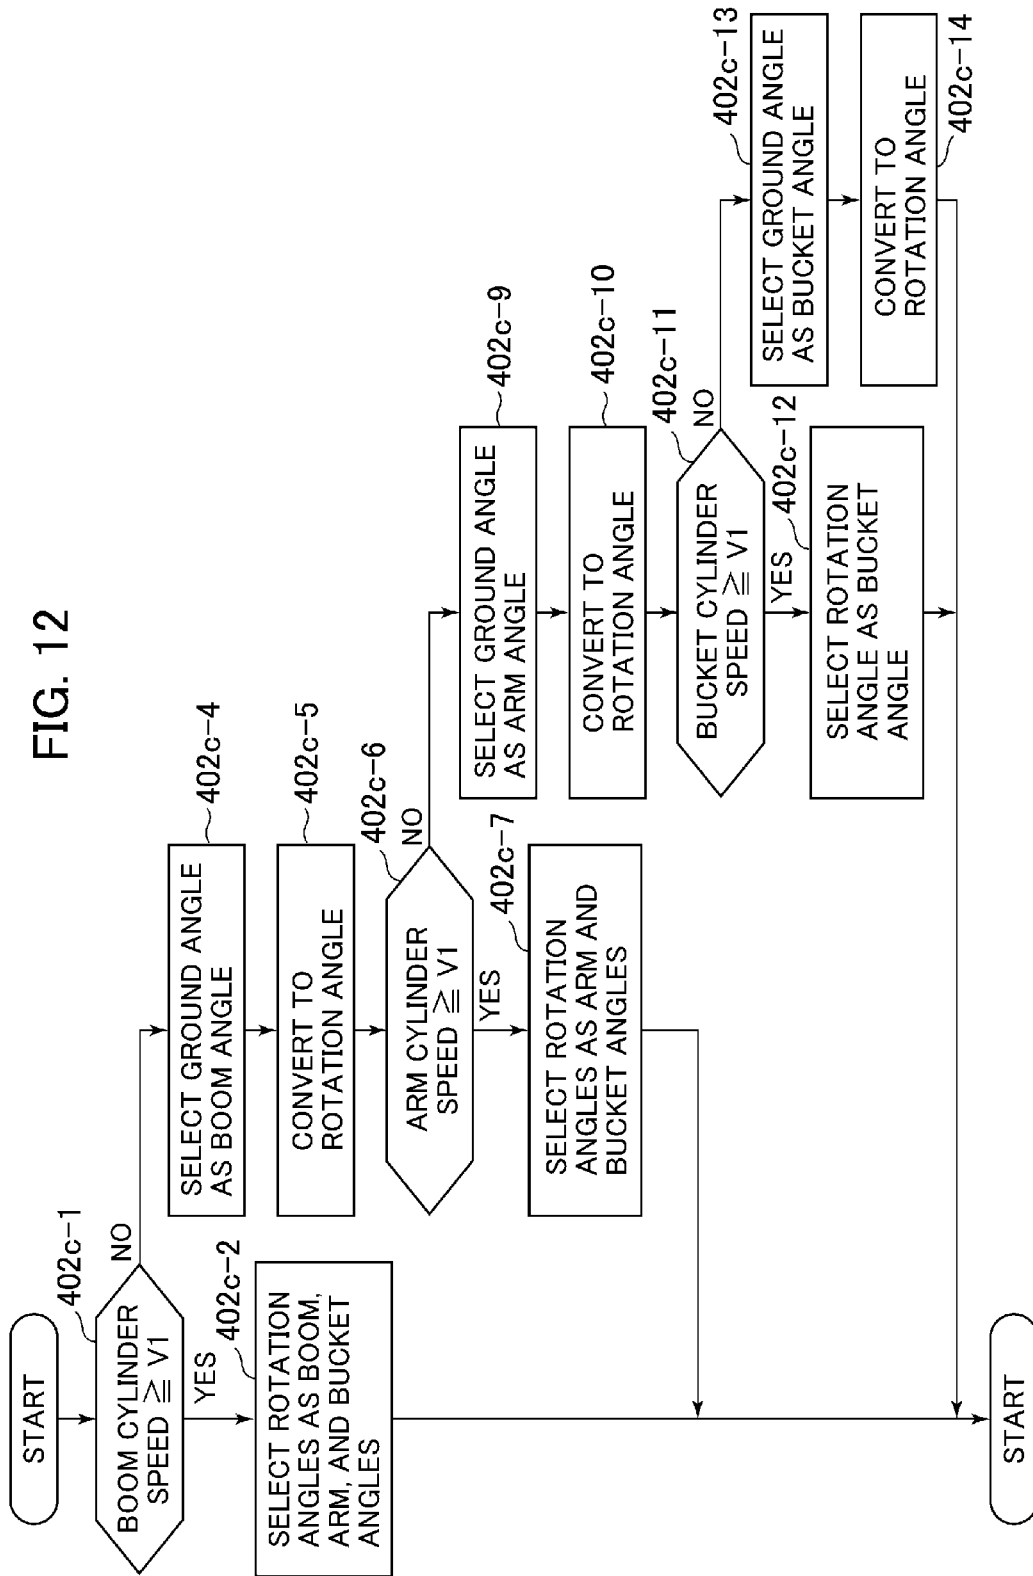 FIG. 12
START
402c-1
BOOM CYLINDER
SPEED ≧ V1
NO
YES
402c-2
SELECT ROTATION
ANGLES AS BOOM,
ARM, AND BUCKET
ANGLES
402c-4
SELECT GROUND ANGLE
AS BOOM ANGLE
402c-5
CONVERT TO
ROTATION ANGLE
402c-6
ARM CYLINDER
SPEED ≧ V1
NO
YES
402c-7
SELECT ROTATION
ANGLES AS ARM AND
BUCKET ANGLES
402c-9
SELECT GROUND ANGLE
AS ARM ANGLE
402c-10
CONVERT TO
ROTATION ANGLE
402c-11
BUCKET CYLINDER
SPEED ≧ V1
NO
YES
402c-12
SELECT ROTATION
ANGLE AS BUCKET
ANGLE
402c-13
SELECT GROUND ANGLE
AS BUCKET ANGLE
402c-14
CONVERT TO
ROTATION ANGLE
START